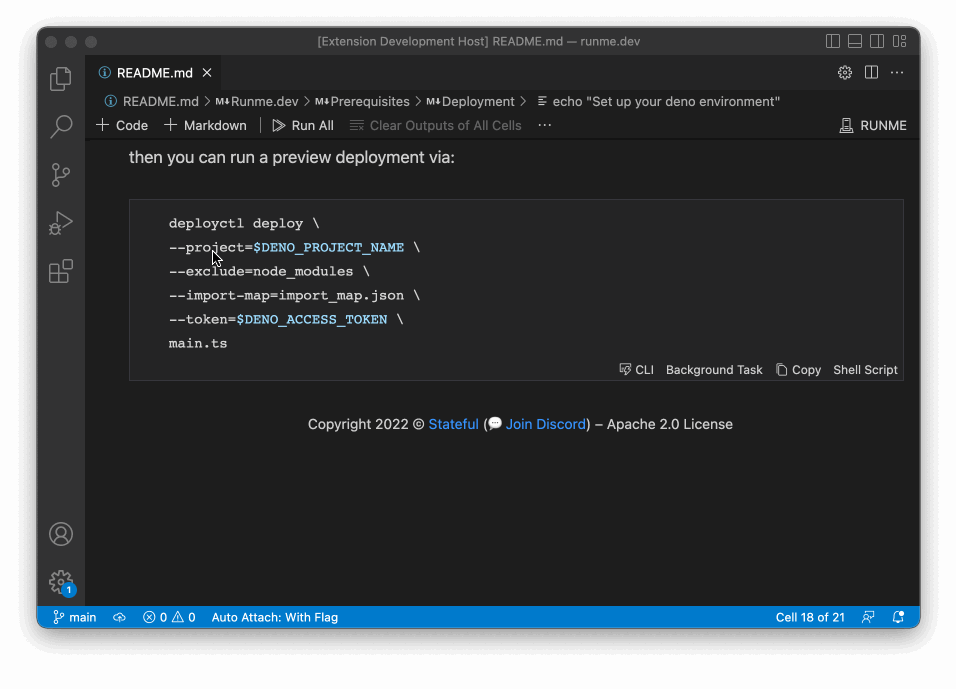 [Extension Development Host] README.md — runme.dev
README.md
README.md > Runme.dev > Prerequisites > Deployment > echo "Set up your deno environment"
+ Code + Markdown | Run All Clear Outputs of All Cells ··· RUNME
then you can run a preview deployment via:
deployctl deploy \
--project=$DENO_PROJECT_NAME \
--exclude=node_modules \
--import-map=import_map.json \
--token=$DENO_ACCESS_TOKEN \
main.ts
CLI Background Task Copy Shell Script
Copyright 2022 © Stateful (💬 Join Discord) – Apache 2.0 License
1
main 0 0 Auto Attach: With Flag Cell 18 of 21